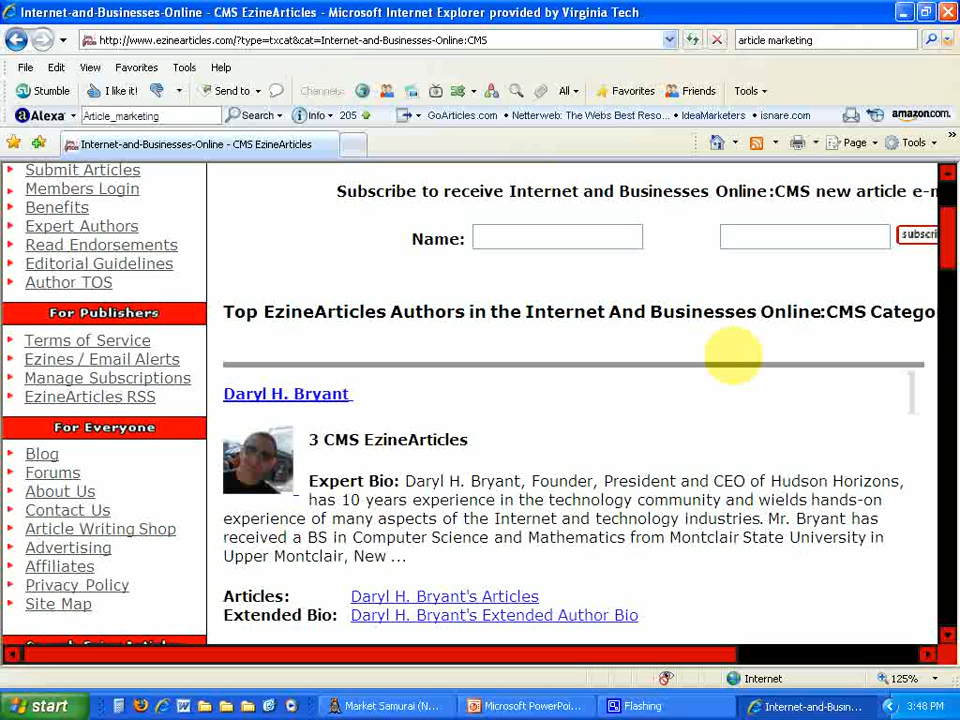 Internet-and-Businesses-Online - CMS EzineArticles - Microsoft Internet Explorer provided by Virginia Tech
http://www.ezinearticles.com/?type=txcat&cat=Internet-and-Businesses-Online:CMS
article marketing
File Edit View Favorites Tools Help
Stumble I like it! Send to Channels: All Favorites Friends Tools
Alexa Article_marketing Search Info 205 GoArticles.com Netterweb: The Webs Best Reso... IdeaMarketers isnare.com amazon.com
Internet-and-Businesses-Online - CMS EzineArticles Page Tools
Submit Articles
Members Login
Benefits
Expert Authors
Read Endorsements
Editorial Guidelines
Author TOS
For Publishers
Terms of Service
Ezines / Email Alerts
Manage Subscriptions
EzineArticles RSS
For Everyone
Blog
Forums
About Us
Contact Us
Article Writing Shop
Advertising
Affiliates
Privacy Policy
Site Map
Subscribe to receive Internet and Businesses Online:CMS new article e-m
Name: subscri
Top EzineArticles Authors in the Internet And Businesses Online:CMS Catego
1
Daryl H. Bryant
3 CMS EzineArticles
Expert Bio: Daryl H. Bryant, Founder, President and CEO of Hudson Horizons,
has 10 years experience in the technology community and wields hands-on
experience of many aspects of the Internet and technology industries. Mr. Bryant has
received a BS in Computer Science and Mathematics from Montclair State University in
Upper Montclair, New ...
Articles: Daryl H. Bryant's Articles
Extended Bio: Daryl H. Bryant's Extended Author Bio
Internet 125%
start Market Samurai (N... Microsoft PowerPoi... Flashing Internet-and-Busin... 3:48 PM